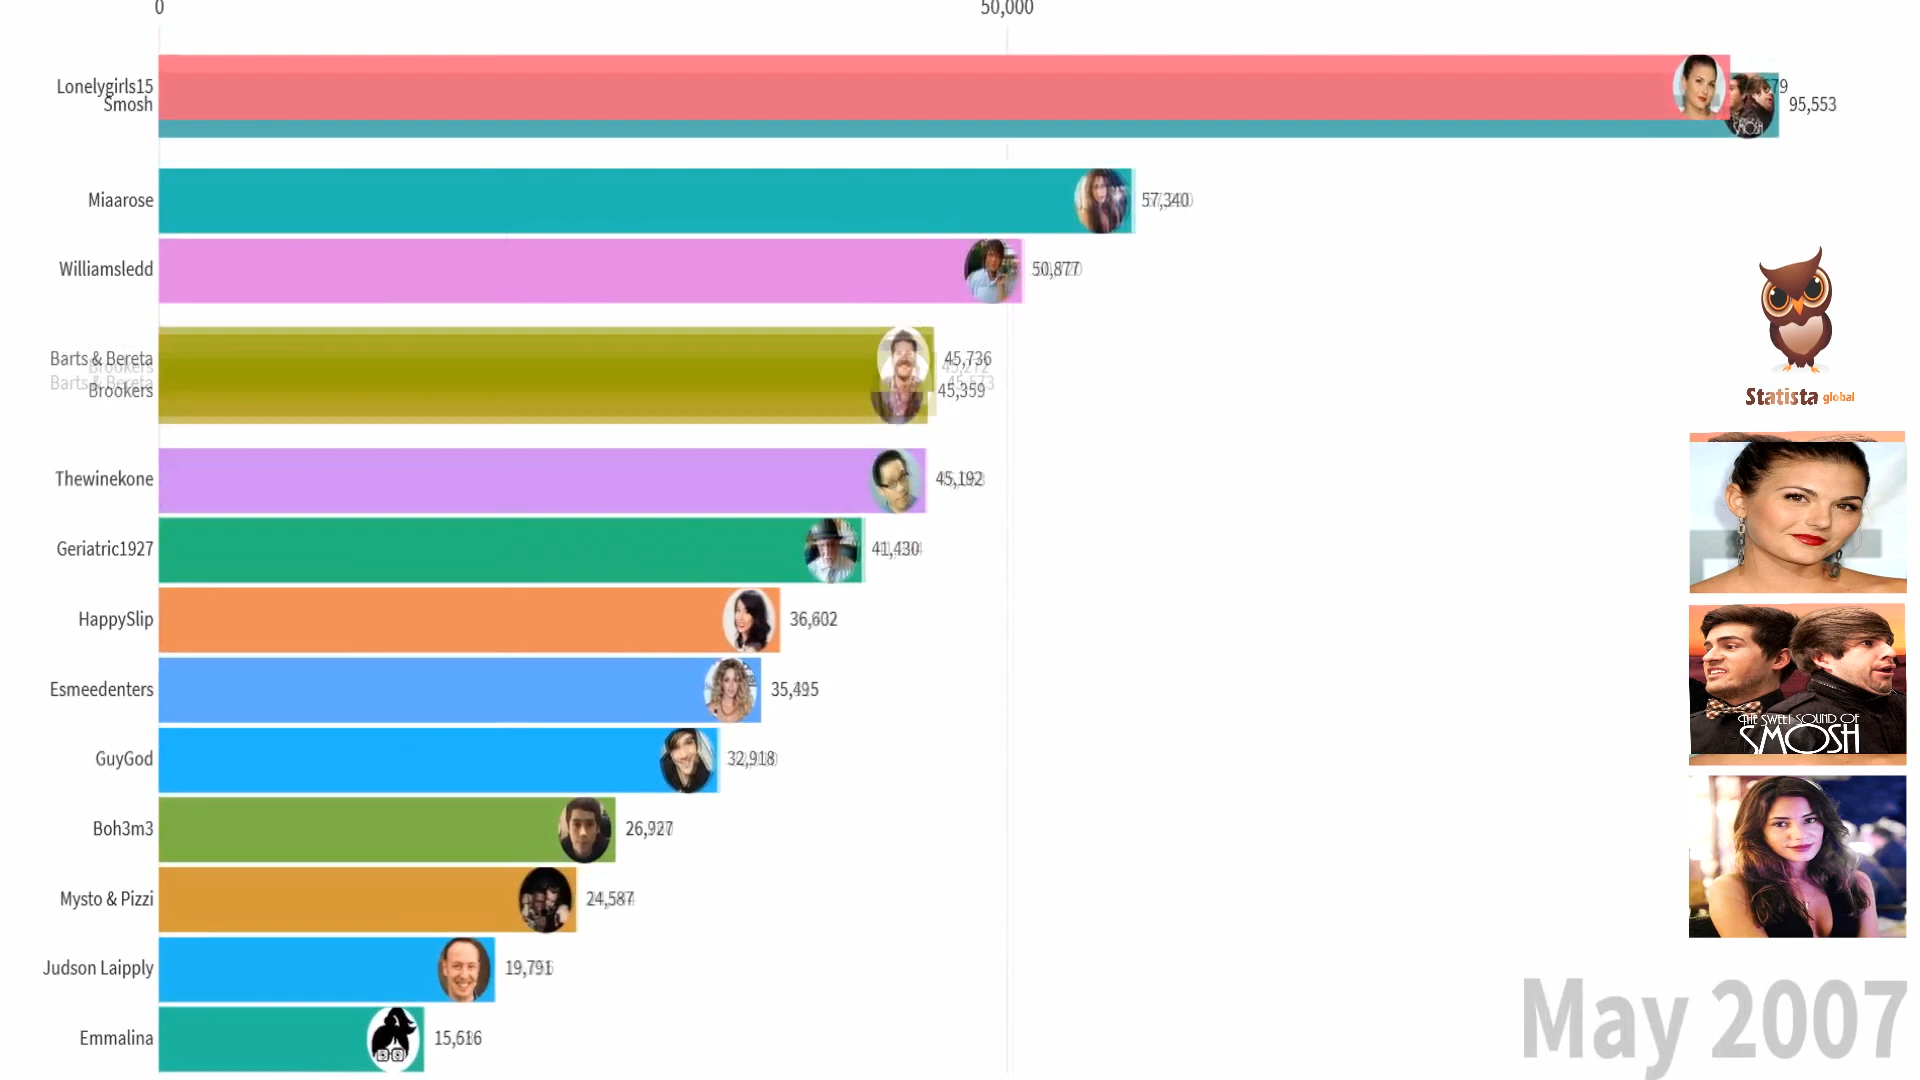 0 50,000
Lonelygirls15
Smosh 95,553
Miaarose 57,340
Williamsledd 50,877
Barts & Bereta 45,736
Brookers 45,359
Thewinekone 45,192
Geriatric1927 41,430
HappySlip 36,602
Esmeedenters 35,495
GuyGod 32,918
Boh3m3 26,927
Mysto & Pizzi 24,587
Judson Laipply 19,791
Emmalina 15,616
Statista global
THE SWEET SOUND OF
SMOSH
May 2007